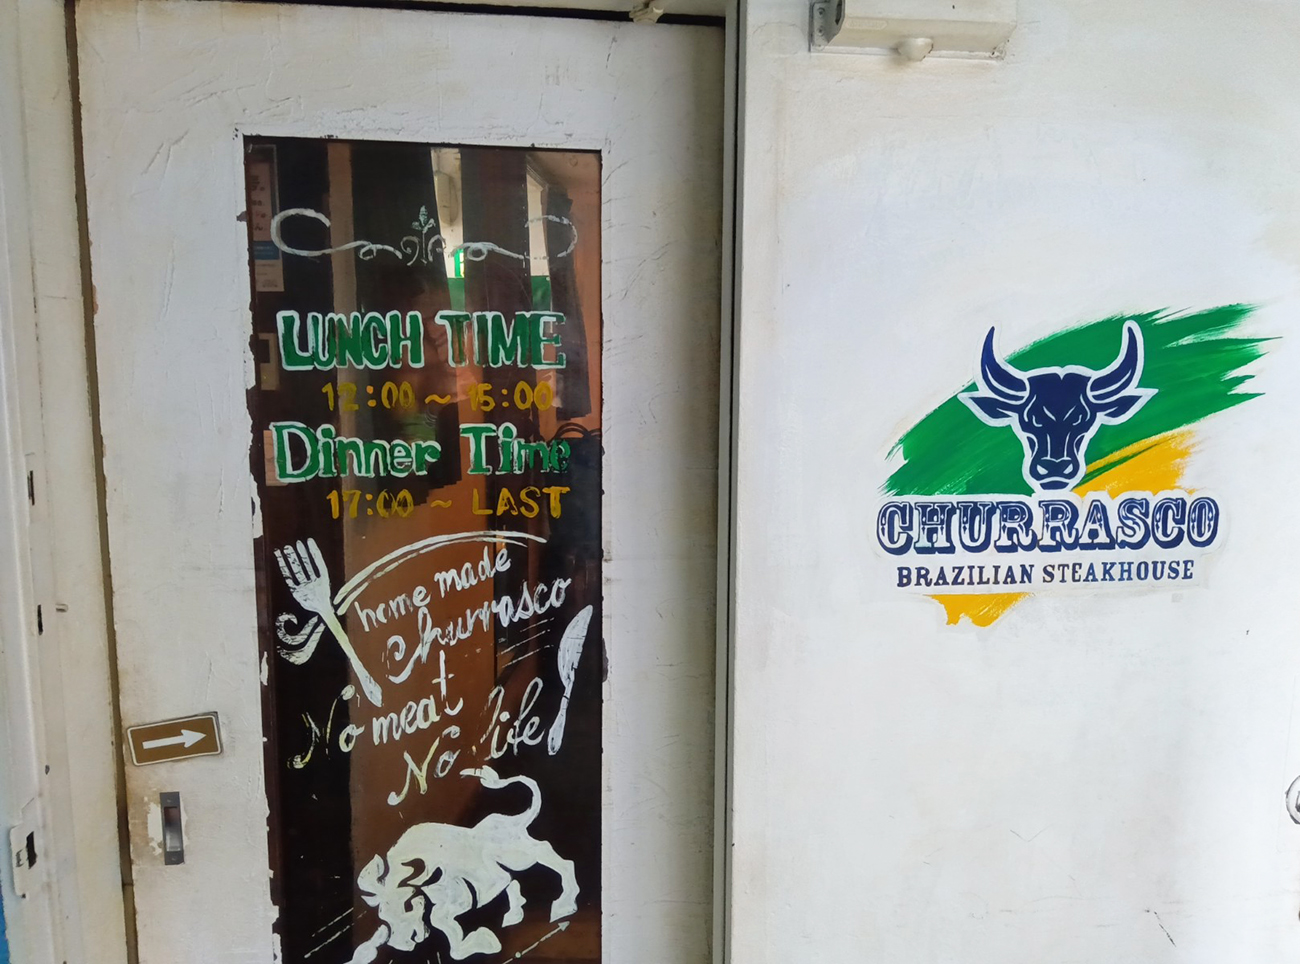 LUNCH TIME
12:00 ~ 15:00
Dinner Time
17:00 ~ LAST
home made
Churrasco
No meat
No life
CHURRASCO
BRAZILIAN STEAKHOUSE